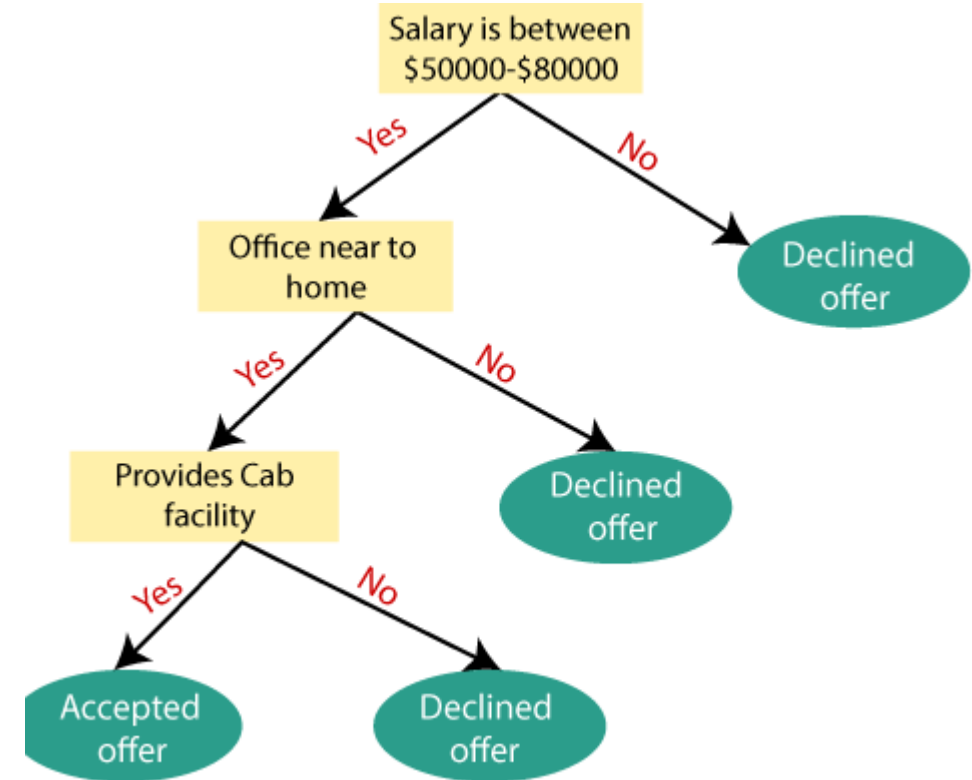 Salary is between
$50000-$80000
Yes
No
Office near to
home
Declined
offer
Yes
No
Provides Cab
facility
Declined
offer
Yes
No
Accepted
offer
Declined
offer